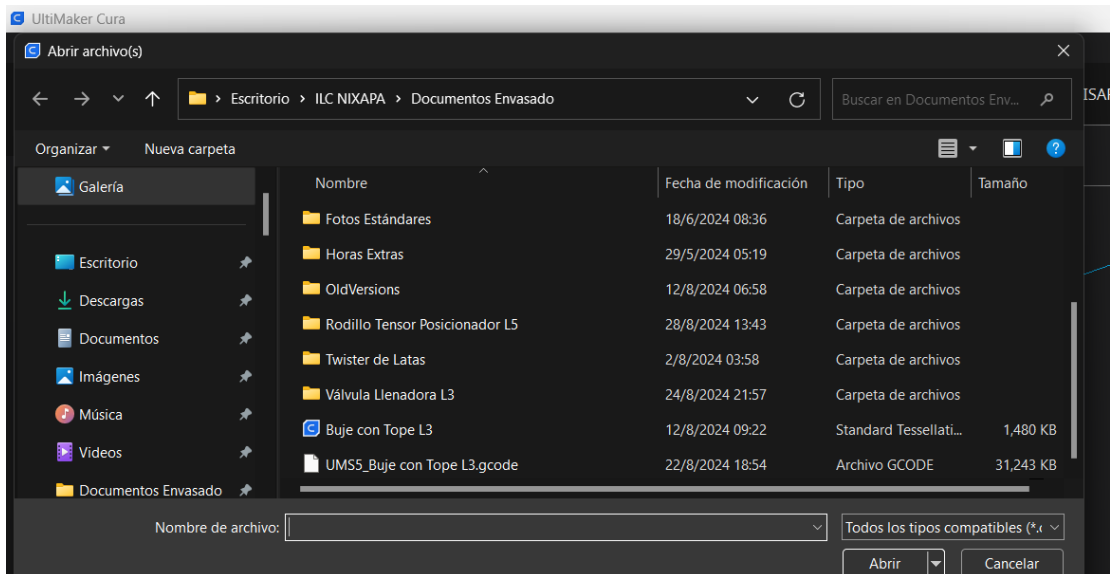 UltiMaker Cura
Abrir archivo(s)
Escritorio > ILC NIXAPA > Documentos Envasado
Buscar en Documentos Env...
Organizar
Nueva carpeta
Galería
Escritorio
Descargas
Documentos
Imágenes
Música
Videos
Documentos Envasado
Nombre Fecha de modificación Tipo Tamaño
Fotos Estándares 18/6/2024 08:36 Carpeta de archivos
Horas Extras 29/5/2024 05:19 Carpeta de archivos
OldVersions 12/8/2024 06:58 Carpeta de archivos
Rodillo Tensor Posicionador L5 28/8/2024 13:43 Carpeta de archivos
Twister de Latas 2/8/2024 03:58 Carpeta de archivos
Válvula Llenadora L3 24/8/2024 21:57 Carpeta de archivos
Buje con Tope L3 12/8/2024 09:22 Standard Tessellati... 1,480 KB
UMS5_Buje con Tope L3.gcode 22/8/2024 18:54 Archivo GCODE 31,243 KB
Nombre de archivo:
Todos los tipos compatibles (*.
Abrir
Cancelar